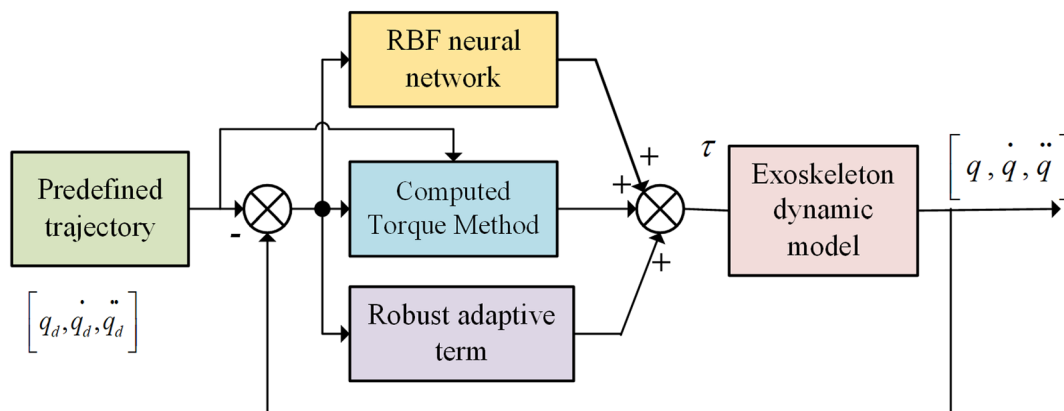 RBF neural
network
Predefined
trajectory
-
Computed
Torque Method
Robust adaptive
term
+
+
+
τ
Exoskeleton
dynamic
model
[q, q̇, q̈]
[q_d, q̇_d, q̈_d]